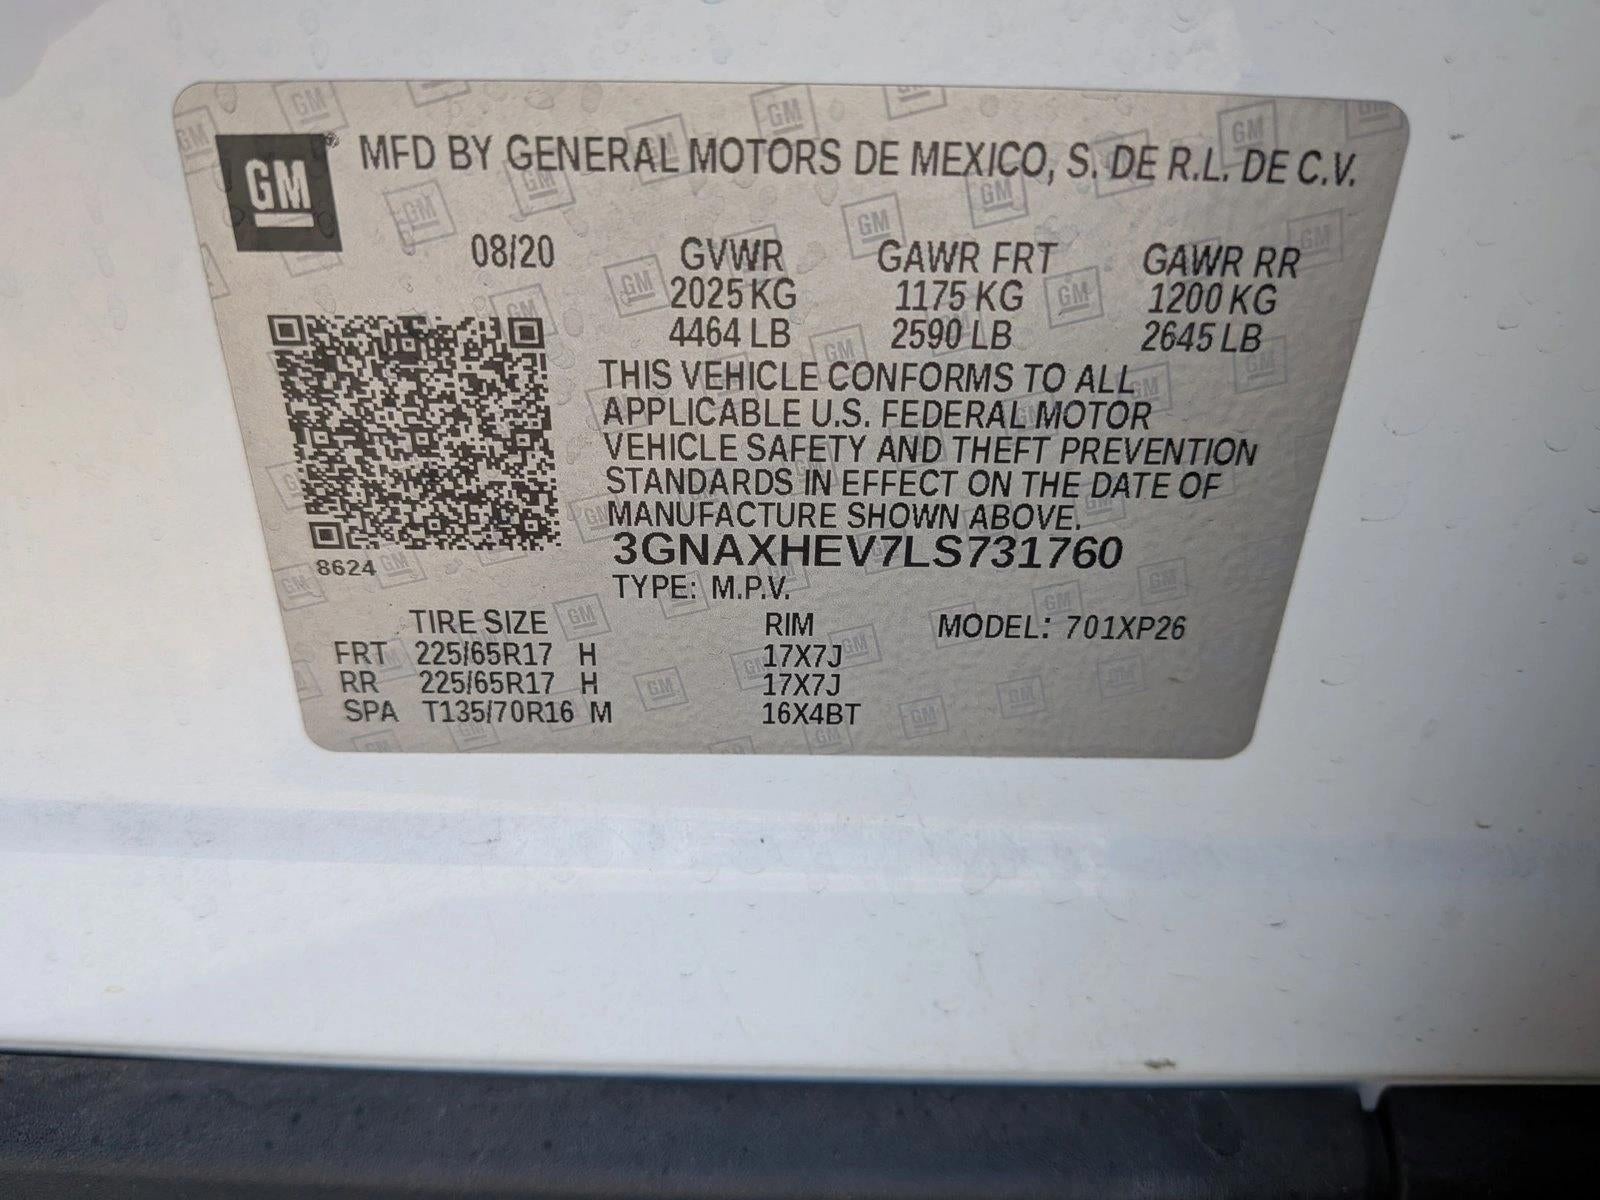 GM® MFD BY GENERAL MOTORS DE MEXICO, S. DE R.L. DE C.V.
08/20 GVWR GAWR FRT GAWR RR
2025 KG 1175 KG 1200 KG
4464 LB 2590 LB 2645 LB
THIS VEHICLE CONFORMS TO ALL
APPLICABLE U.S. FEDERAL MOTOR
VEHICLE SAFETY AND THEFT PREVENTION
STANDARDS IN EFFECT ON THE DATE OF
MANUFACTURE SHOWN ABOVE.
3GNAXHEV7LS731760
8624
TYPE: M.P.V.
TIRE SIZE RIM MODEL: 701XP26
FRT 225/65R17 H 17X7J
RR 225/65R17 H 17X7J
SPA T135/70R16 M 16X4BT